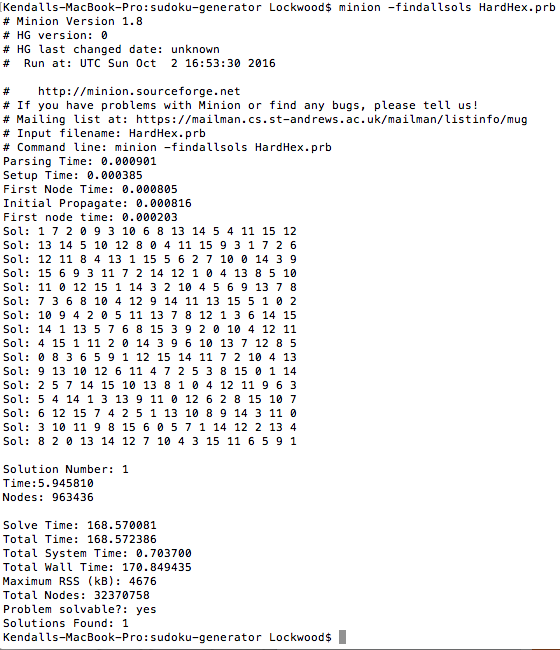 Kendalls-MacBook-Pro:sudoku-generator Lockwood$ minion -findallsols HardHex.prb
# Minion Version 1.8
# HG version: 0
# HG last changed date: unknown
#  Run at: UTC Sun Oct  2 16:53:30 2016

#    http://minion.sourceforge.net
# If you have problems with Minion or find any bugs, please tell us!
# Mailing list at: https://mailman.cs.st-andrews.ac.uk/mailman/listinfo/mug
# Input filename: HardHex.prb
# Command line: minion -findallsols HardHex.prb
Parsing Time: 0.000901
Setup Time: 0.000385
First Node Time: 0.000805
Initial Propagate: 0.000816
First node time: 0.000203
Sol: 1 7 2 0 9 3 10 6 8 13 14 5 4 11 15 12
Sol: 13 14 5 10 12 8 0 4 11 15 9 3 1 7 2 6
Sol: 12 11 8 4 13 1 15 5 6 2 7 10 0 14 3 9
Sol: 15 6 9 3 11 7 2 14 12 1 0 4 13 8 5 10
Sol: 11 0 12 15 1 14 3 2 10 4 5 6 9 13 7 8
Sol: 7 3 6 8 10 4 12 9 14 11 13 15 5 1 0 2
Sol: 10 9 4 2 0 5 11 13 7 8 12 1 3 6 14 15
Sol: 14 1 13 5 7 6 8 15 3 9 2 0 10 4 12 11
Sol: 4 15 1 11 2 0 14 3 9 6 10 13 7 12 8 5
Sol: 0 8 3 6 5 9 1 12 15 14 11 7 2 10 4 13
Sol: 9 13 10 12 6 11 4 7 2 5 3 8 15 0 1 14
Sol: 2 5 7 14 15 10 13 8 1 0 4 12 11 9 6 3
Sol: 5 4 14 1 3 13 9 11 0 12 6 2 8 15 10 7
Sol: 6 12 15 7 4 2 5 1 13 10 8 9 14 3 11 0
Sol: 3 10 11 9 8 15 6 0 5 7 1 14 12 2 13 4
Sol: 8 2 0 13 14 12 7 10 4 3 15 11 6 5 9 1

Solution Number: 1
Time:5.945810
Nodes: 963436

Solve Time: 168.570081
Total Time: 168.572386
Total System Time: 0.703700
Total Wall Time: 170.849435
Maximum RSS (kB): 4676
Total Nodes: 32370758
Problem solvable?: yes
Solutions Found: 1
Kendalls-MacBook-Pro:sudoku-generator Lockwood$